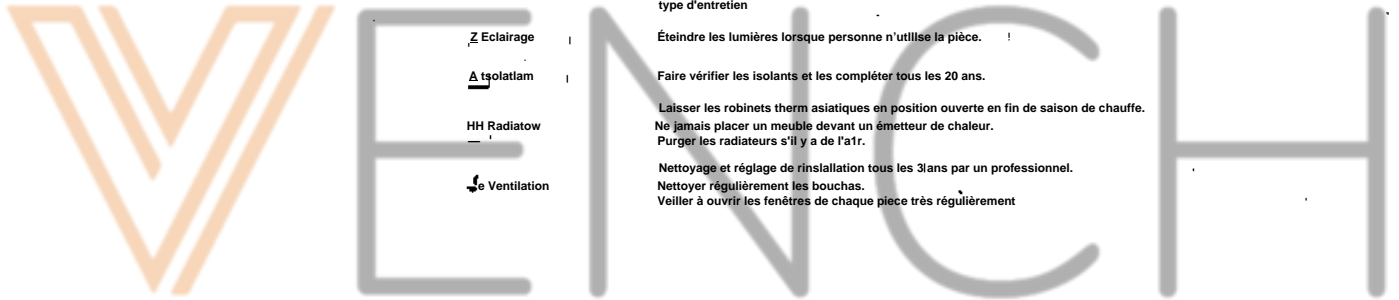 type d'entretien
Z Eclairage Éteindre les lumières lorsque personne n'utIlIse la pièce. !
A tsolatlam Faire vérifier les isolants et les compléter tous les 20 ans.
Laisser les robinets therm asiatiques en position ouverte en fin de saison de chauffe.
HH Radiatow Ne jamais placer un meuble devant un émetteur de chaleur.
Purger les radiateurs s'il y a de l'a1r.
Nettoyage et réglage de rinslallation tous les 3lans par un professionnel.
e Ventilation Nettoyer régulièrement les bouchas.
Veiller à ouvrir les fenêtres de chaque piece très régulièrement
VENCH